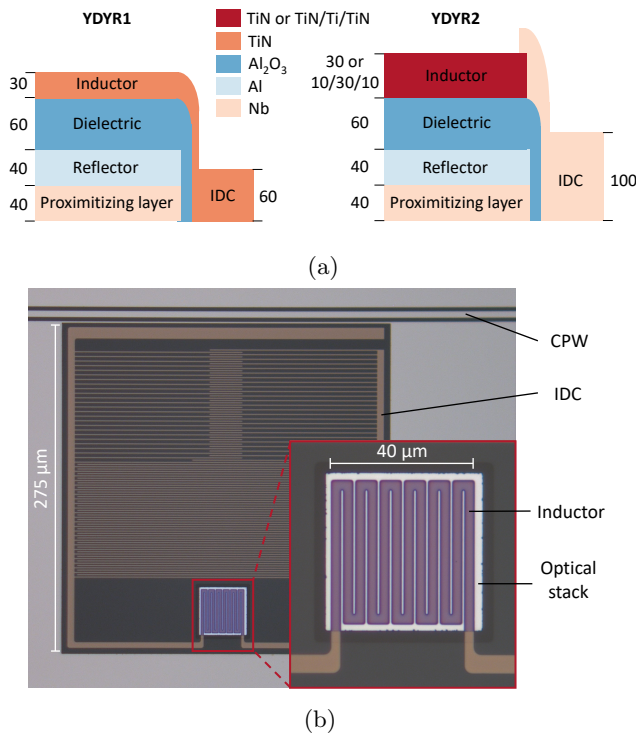 YDYR1
YDYR2
TiN or TiN/Ti/TiN
TiN
Al₂O₃
Al
Nb
30
60
40
40
Inductor
Dielectric
Reflector
Proximitizing layer
IDC
60
30 or
10/30/10
60
40
40
Inductor
Dielectric
Reflector
Proximitizing layer
IDC
100
(a)
CPW
IDC
275 µm
40 µm
Inductor
Optical
stack
(b)